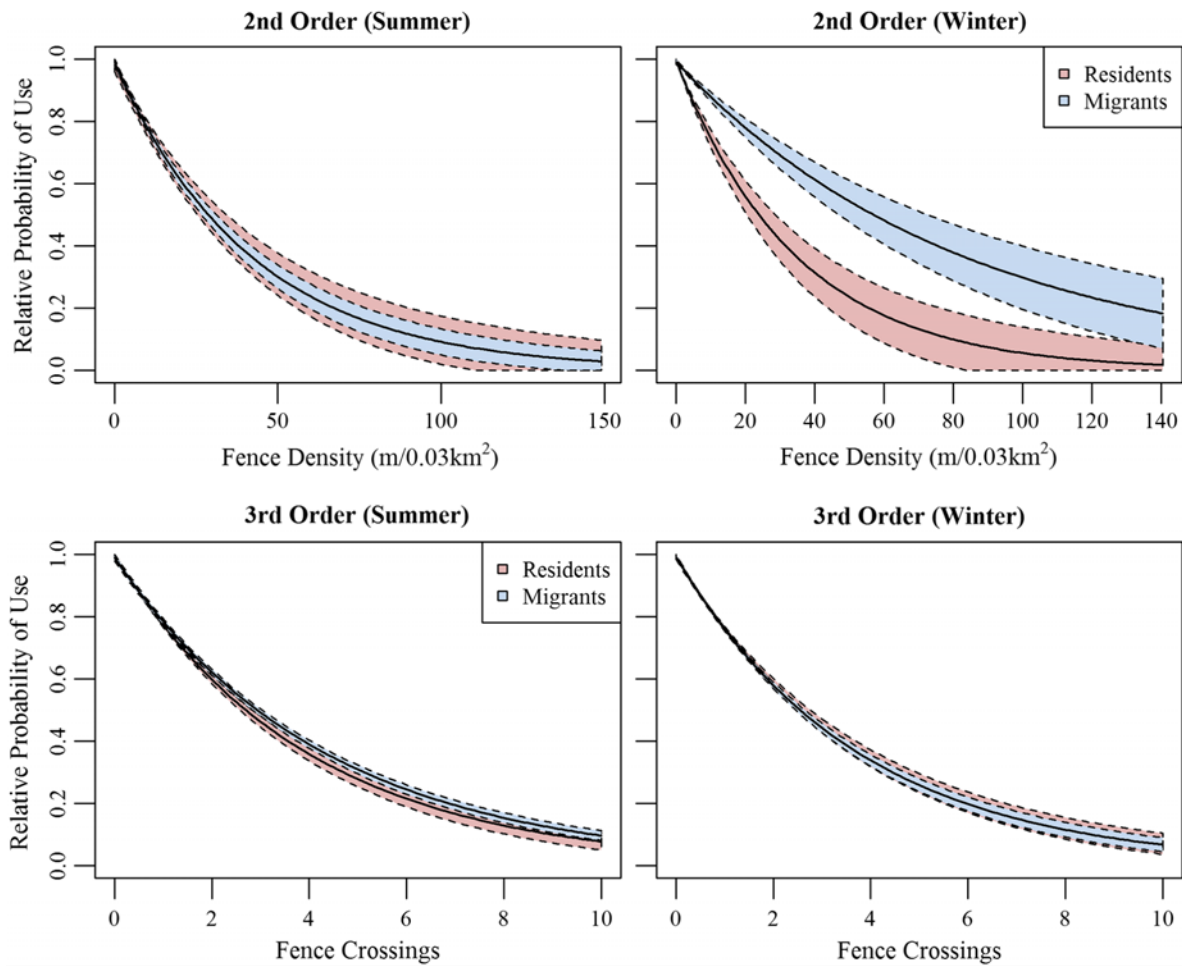 2nd Order (Summer)
2nd Order (Winter)
Relative Probability of Use
0.0 0.2 0.4 0.6 0.8 1.0
Residents
Migrants
0 50 100 150
0 20 40 60 80 100 120 140
Fence Density (m/0.03km²)
Fence Density (m/0.03km²)
3rd Order (Summer)
3rd Order (Winter)
Relative Probability of Use
0.0 0.2 0.4 0.6 0.8 1.0
Residents
Migrants
0 2 4 6 8 10
0 2 4 6 8 10
Fence Crossings
Fence Crossings